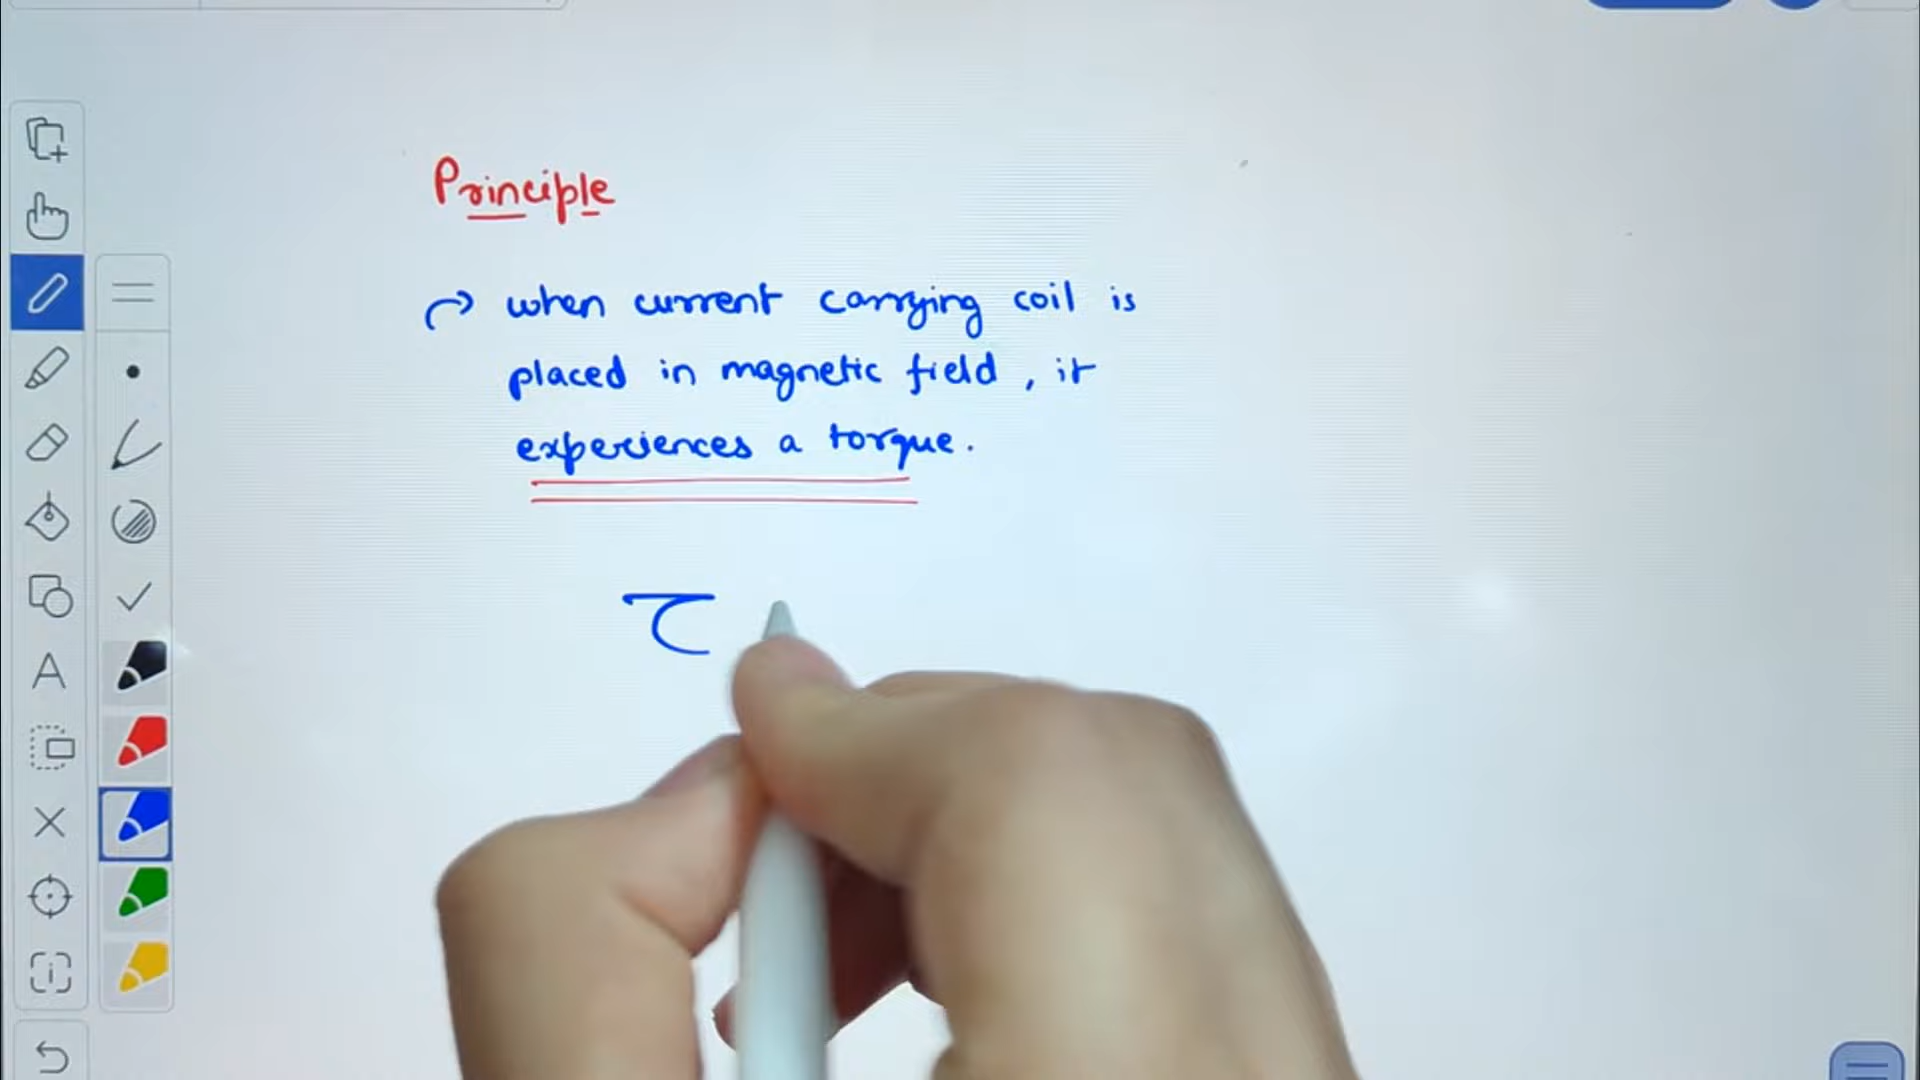 Principle
↪ when current carrying coil is
placed in magnetic field, it
experiences a torque.
τ
A